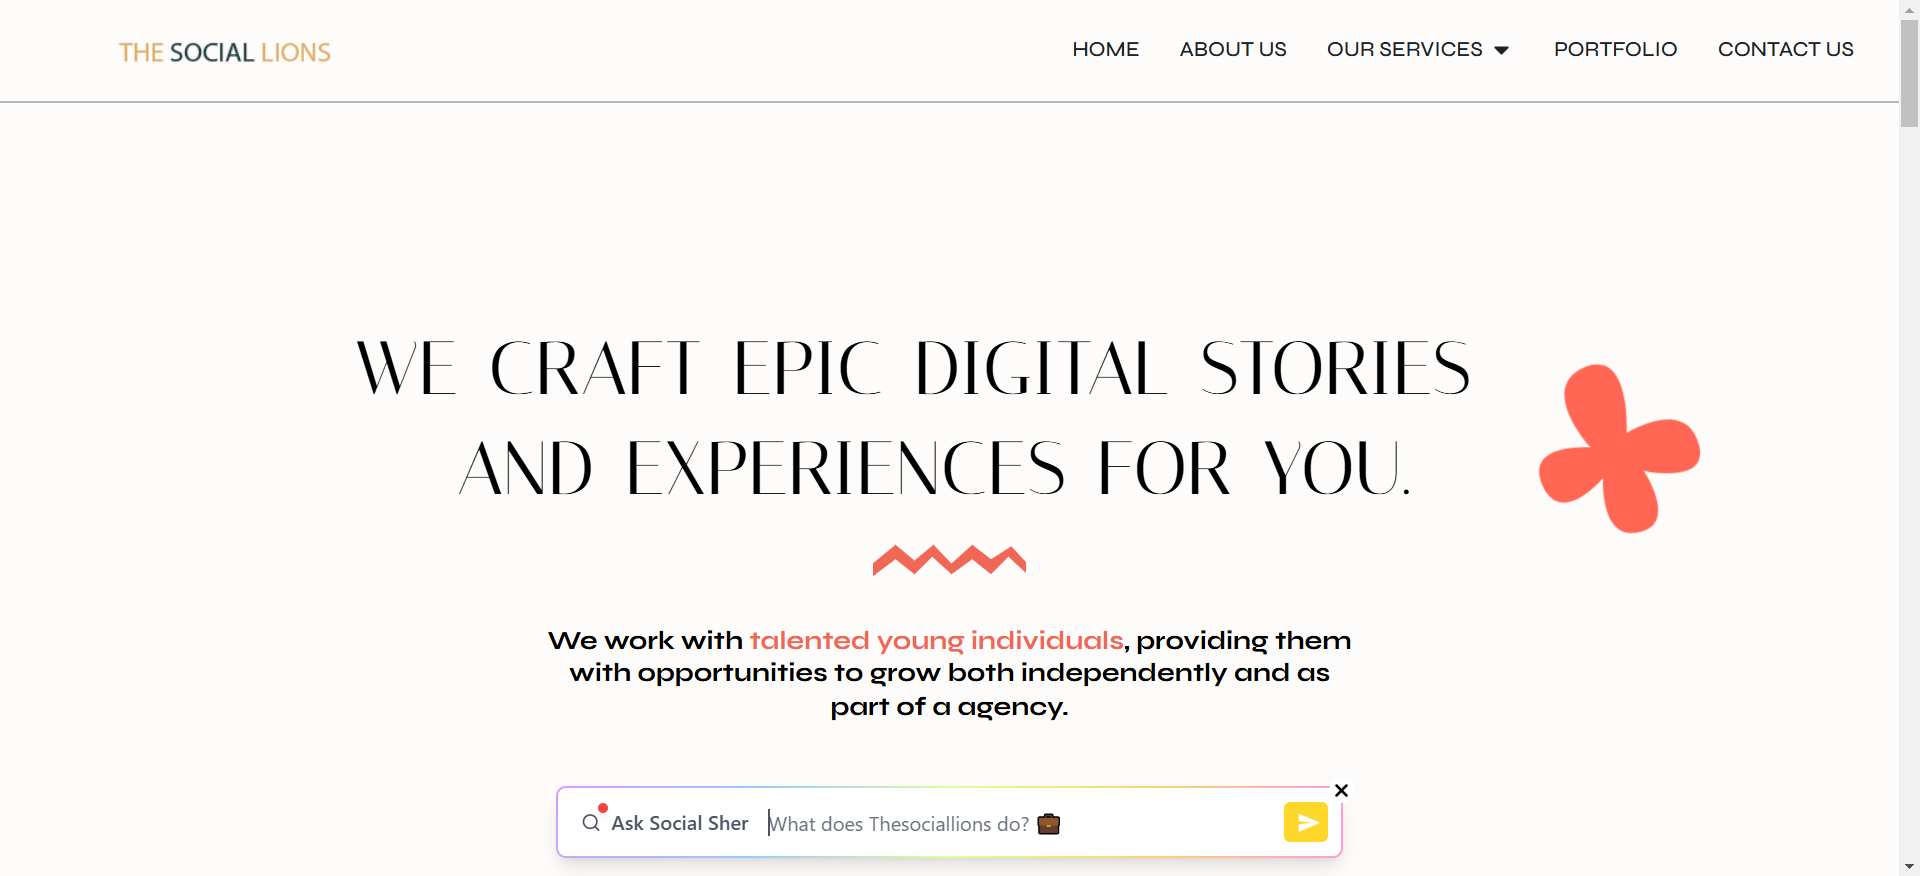 THE SOCIAL LIONS
HOME ABOUT US OUR SERVICES PORTFOLIO CONTACT US
WE CRAFT EPIC DIGITAL STORIES
AND EXPERIENCES FOR YOU.
We work with talented young individuals, providing them
with opportunities to grow both independently and as
part of a agency.
Ask Social Sher What does Thesociallions do? 💼